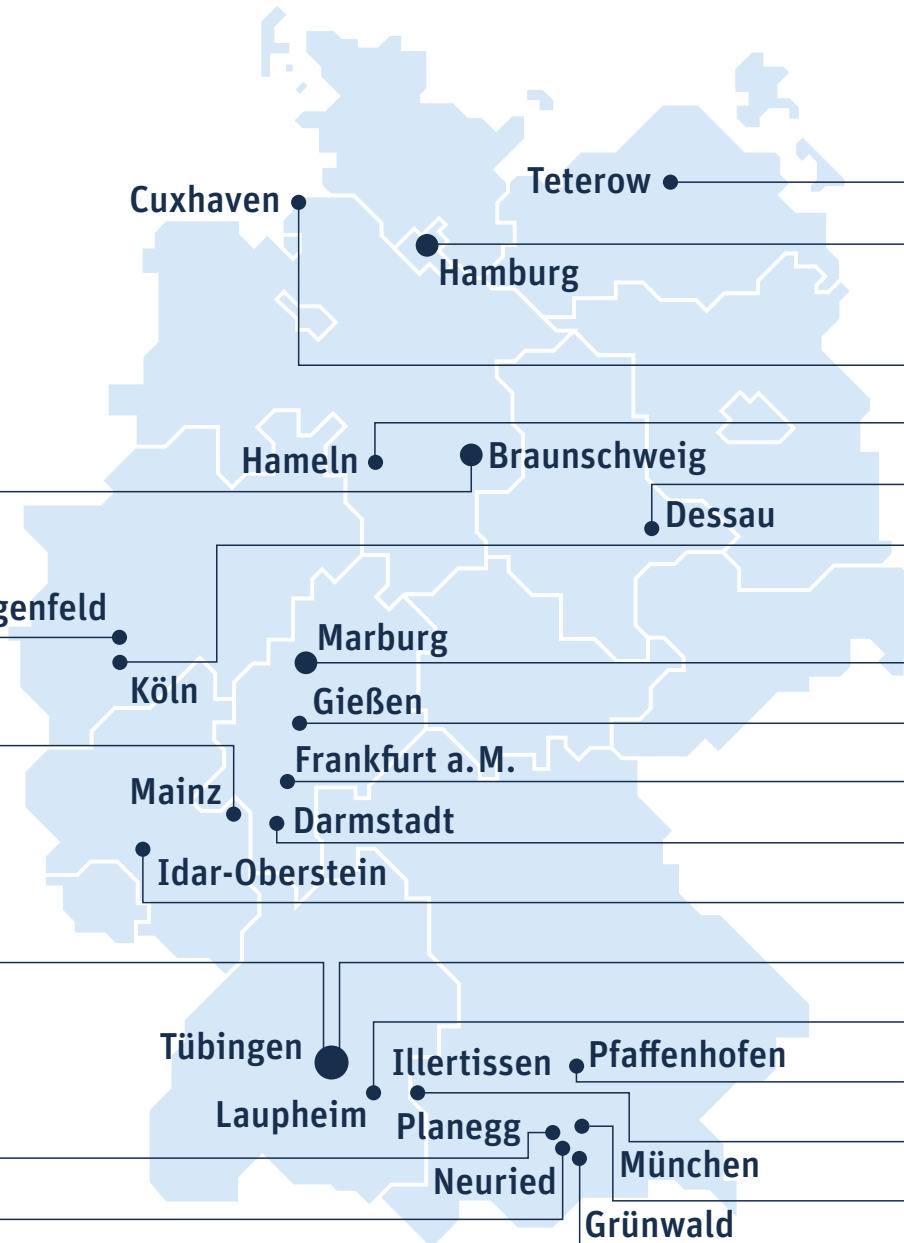 Teterow
Cuxhaven
Hamburg
Hameln
Braunschweig
Dessau
genfeld
Marburg
Köln
Gießen
Frankfurt a. M.
Mainz
Darmstadt
Idar-Oberstein
Tübingen
Illertissen
Pfaffenhofen
Laupheim
Planegg
München
Neuried
Grünwald